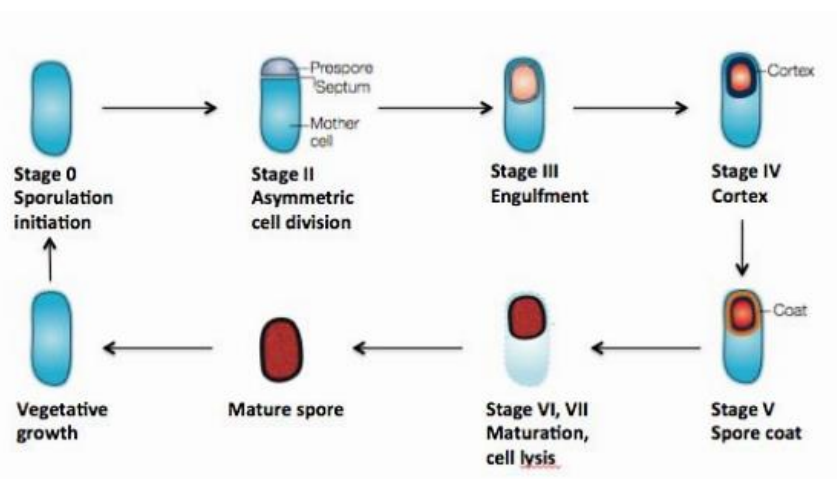 Prespore
Septum
Mother
cell
Cortex
Stage 0
Sporulation
initiation
Stage II
Asymmetric
cell division
Stage III
Engulfment
Stage IV
Cortex
Coat
Vegetative
growth
Mature spore
Stage VI, VII
Maturation,
cell lysis
Stage V
Spore coat